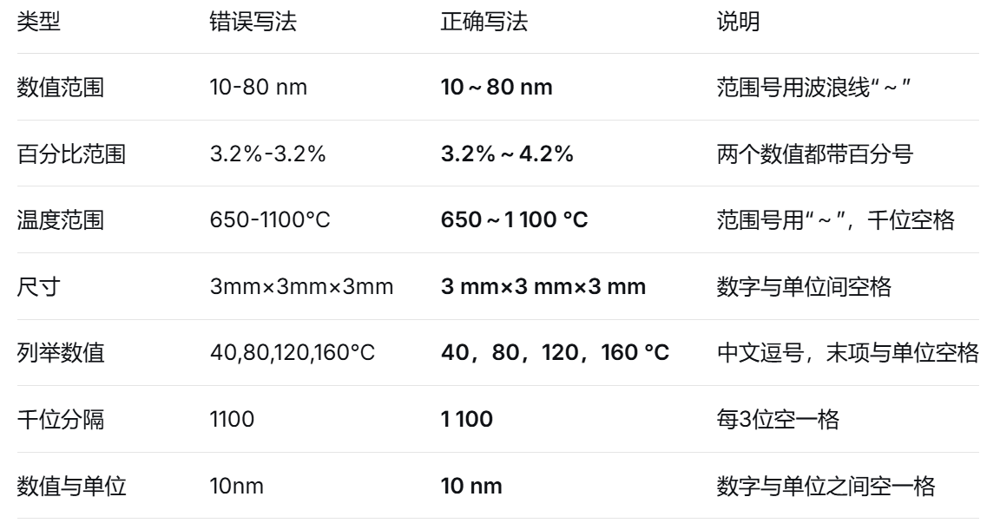 类型 错误写法 正确写法 说明
数值范围 10-80 nm 10～80 nm 范围号用波浪线“～”
百分比范围 3.2%-3.2% 3.2%～4.2% 两个数值都带百分号
温度范围 650-1100°C 650～1 100 °C 范围号用“～”，千位空格
尺寸 3mm×3mm×3mm 3 mm×3 mm×3 mm 数字与单位间空格
列举数值 40,80,120,160°C 40，80，120，160 °C 中文逗号，末项与单位空格
千位分隔 1100 1 100 每3位空一格
数值与单位 10nm 10 nm 数字与单位之间空一格